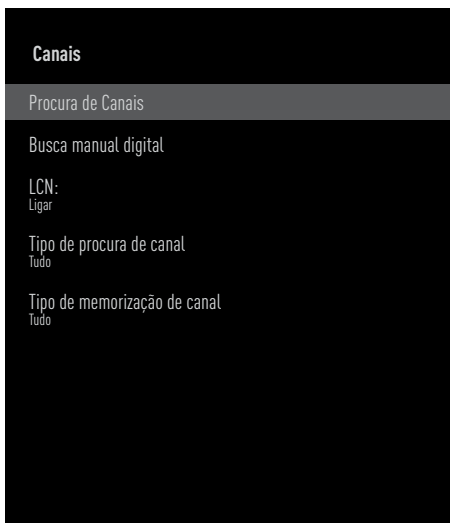 Canais
Procura de Canais
Busca manual digital
LCN:
Ligar
Tipo de procura de canal
Tudo
Tipo de memorização de canal
Tudo